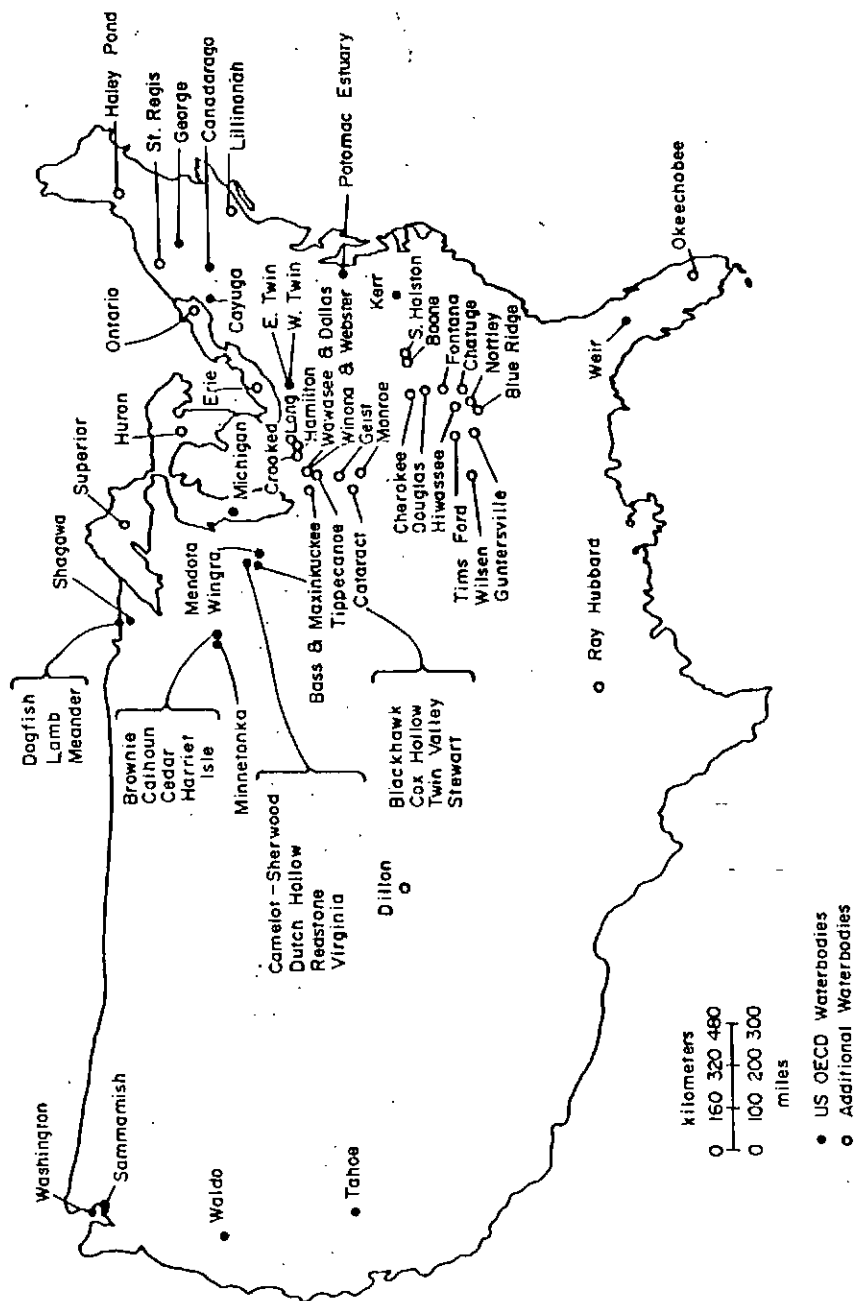 Washington
Sammamish
Waldo
Tahoe
Dogfish
Lamb
Meander
Shagawa
Superior
Huron
Ontario
Haley Pond
St. Regis
George
Canadarago
Lillinonah
Brownie
Calhoun
Cedar
Harriet
Isle
Minnetonka
Mendota
Wingra
Michigan
Erie
Cayuga
E. Twin
W. Twin
Crooked
Long
Hamilton
Wawasee & Dallas
Winona & Webster
Geist
Monroe
Potomac Estuary
Camelot-Sherwood
Dutch Hollow
Redstone
Virginia
Bass & Maxinkuckee
Tippecanoe
Cataract
Blackhawk
Cox Hollow
Twin Valley
Stewart
Dillon
Kerr
S. Holston
Boone
Cherokee
Douglas
Hiwassee
Fontana
Chatuge
Nottley
Blue Ridge
Tims Ford
Wilsen
Guntersville
Ray Hubbard
Weir
Okeechobee
kilometers
0 160 320 480
0 100 200 300
miles
US OECD Waterbodies
Additional Waterbodies